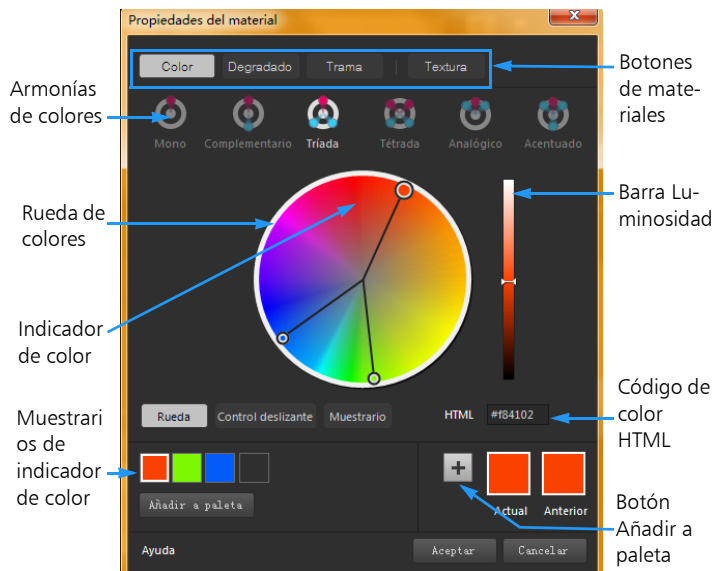 Propiedades del material
Color Degradado Trama Textura
Botones
de mate-
riales
Armonías
de colores
Mono Complementario Tríada Tétrada Analógico Acentuado
Barra Lu-
minosidad
Rueda de
colores
Indicador
de color
Rueda Control deslizante Muestrario HTML #f84102
Código de
color
HTML
Muestrari
os de
indicador
de color
Añadir a paleta
Actual Anterior
Botón
Añadir a
paleta
Ayuda Aceptar Cancelar